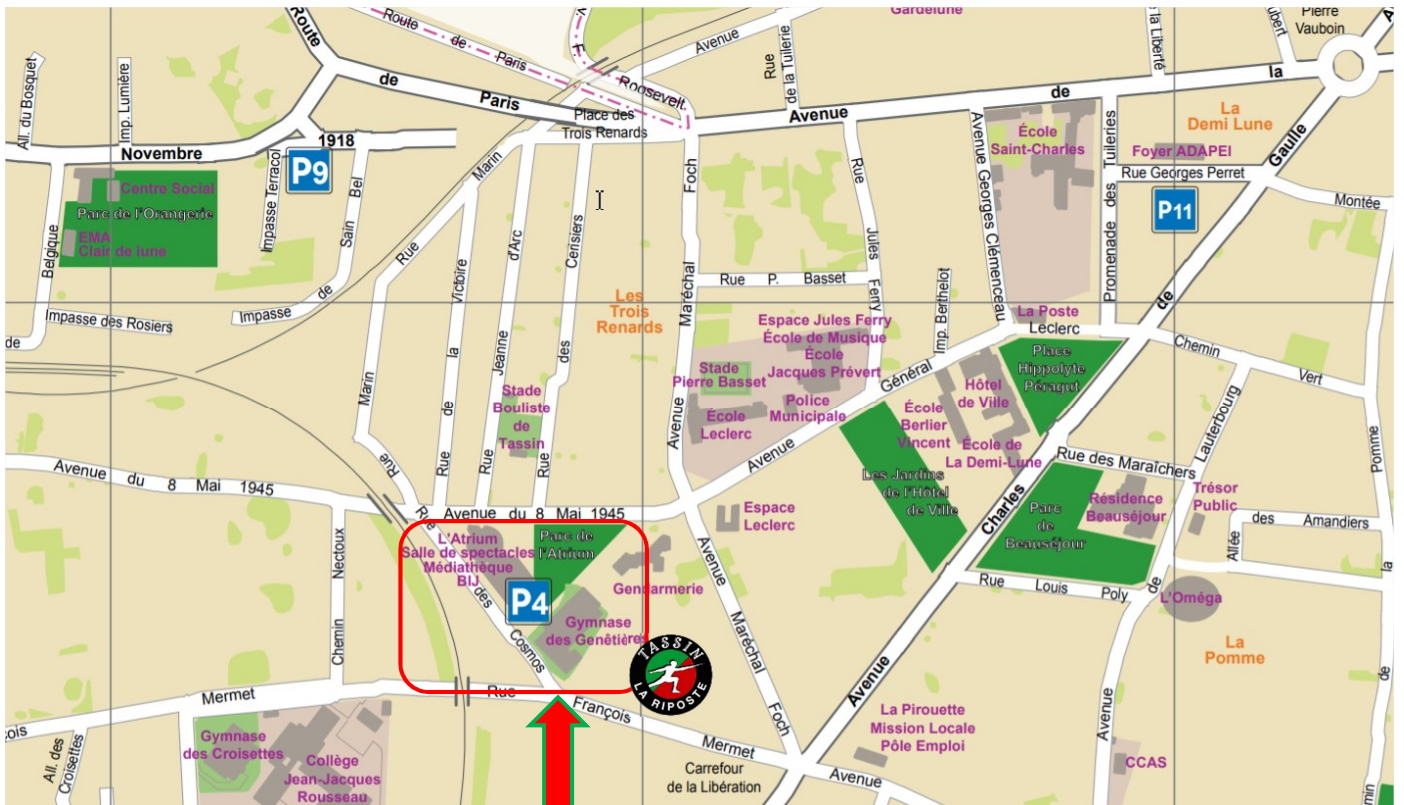 Route
de
Paris
Route
de
Paris
F.
Roosevelt.
Avenue
Rue
de la Tuilerie
Gardelune
la Liberté
Pierre
Vauboin
All. du Bosquet
Imp. Lumière
Place des
Trois Renards
Avenue
de
la
La
Demi Lune
École
Saint-Charles
Foyer ADAPEI
Rue Georges Perret
Novembre
1918
P9
P11
Impasse Terraol
Centre Social
Parc de l'Orangerie
EMA
Clair de lune
Belgique
Impasse des Rosiers
de
Impasse
de
Sain
Bel
Rue
Marin
Marin
Rue
Rue
de
la
Victoire
Rue
Jeanne
d'Arc
Rue
des
Cerisiers
Les
Trois
Renards
Avenue
Maréchal
Foch
Rue P. Basset
Rue
Jules
Ferry
Imp. Berthelot
Avenue Georges Clémenceau
Promenade des Tuileries
Montée
Gaulle
de
Charles
Avenue
La Poste
Leclerc
Général
Avenue
Espace Jules Ferry
École de Musique
École
Jacques Prévert
Stade
Pierre Basset
Police
Municipale
École
Leclerc
Place
Hippolyte
Péragut
Hôtel
de Ville
École
Berlier
Vincent
École de
La Demi-Lune
Les Jardins
de l'Hôtel
de Ville
Chemin
Vert
Lauterbourg
de
Avenue
Pomme
la
de
Rue des Maraîchers
Résidence
Beauséjour
Trésor
Public
Parc
de
Beauséjour
Rue Louis Poly
Allée
des Amandiers
L'Oméga
La
Pomme
Stade
Bouliste
de
Tassin
Avenue du 8 Mai 1945
Avenue du 8 Mai 1945
Rue
des
Cosmos
L'Atrium
Salle de spectacles
Médiathèque
BIJ
Parc de
l'Atrium
P4
Gymnase
des Genêtières
Gendarmerie
Espace
Leclerc
TASSIN
LA RIPOSTE
Avenue
Maréchal
Foch
Chemin
Nectoux
Mermet
Rue
François
Mermet
Avenue
Carrefour
de la Libération
La Pirouette
Mission Locale
Pôle Emploi
CCAS
All. des
Croisettes
Gymnase
des Croisettes
Collège
Jean-Jacques
Rousseau